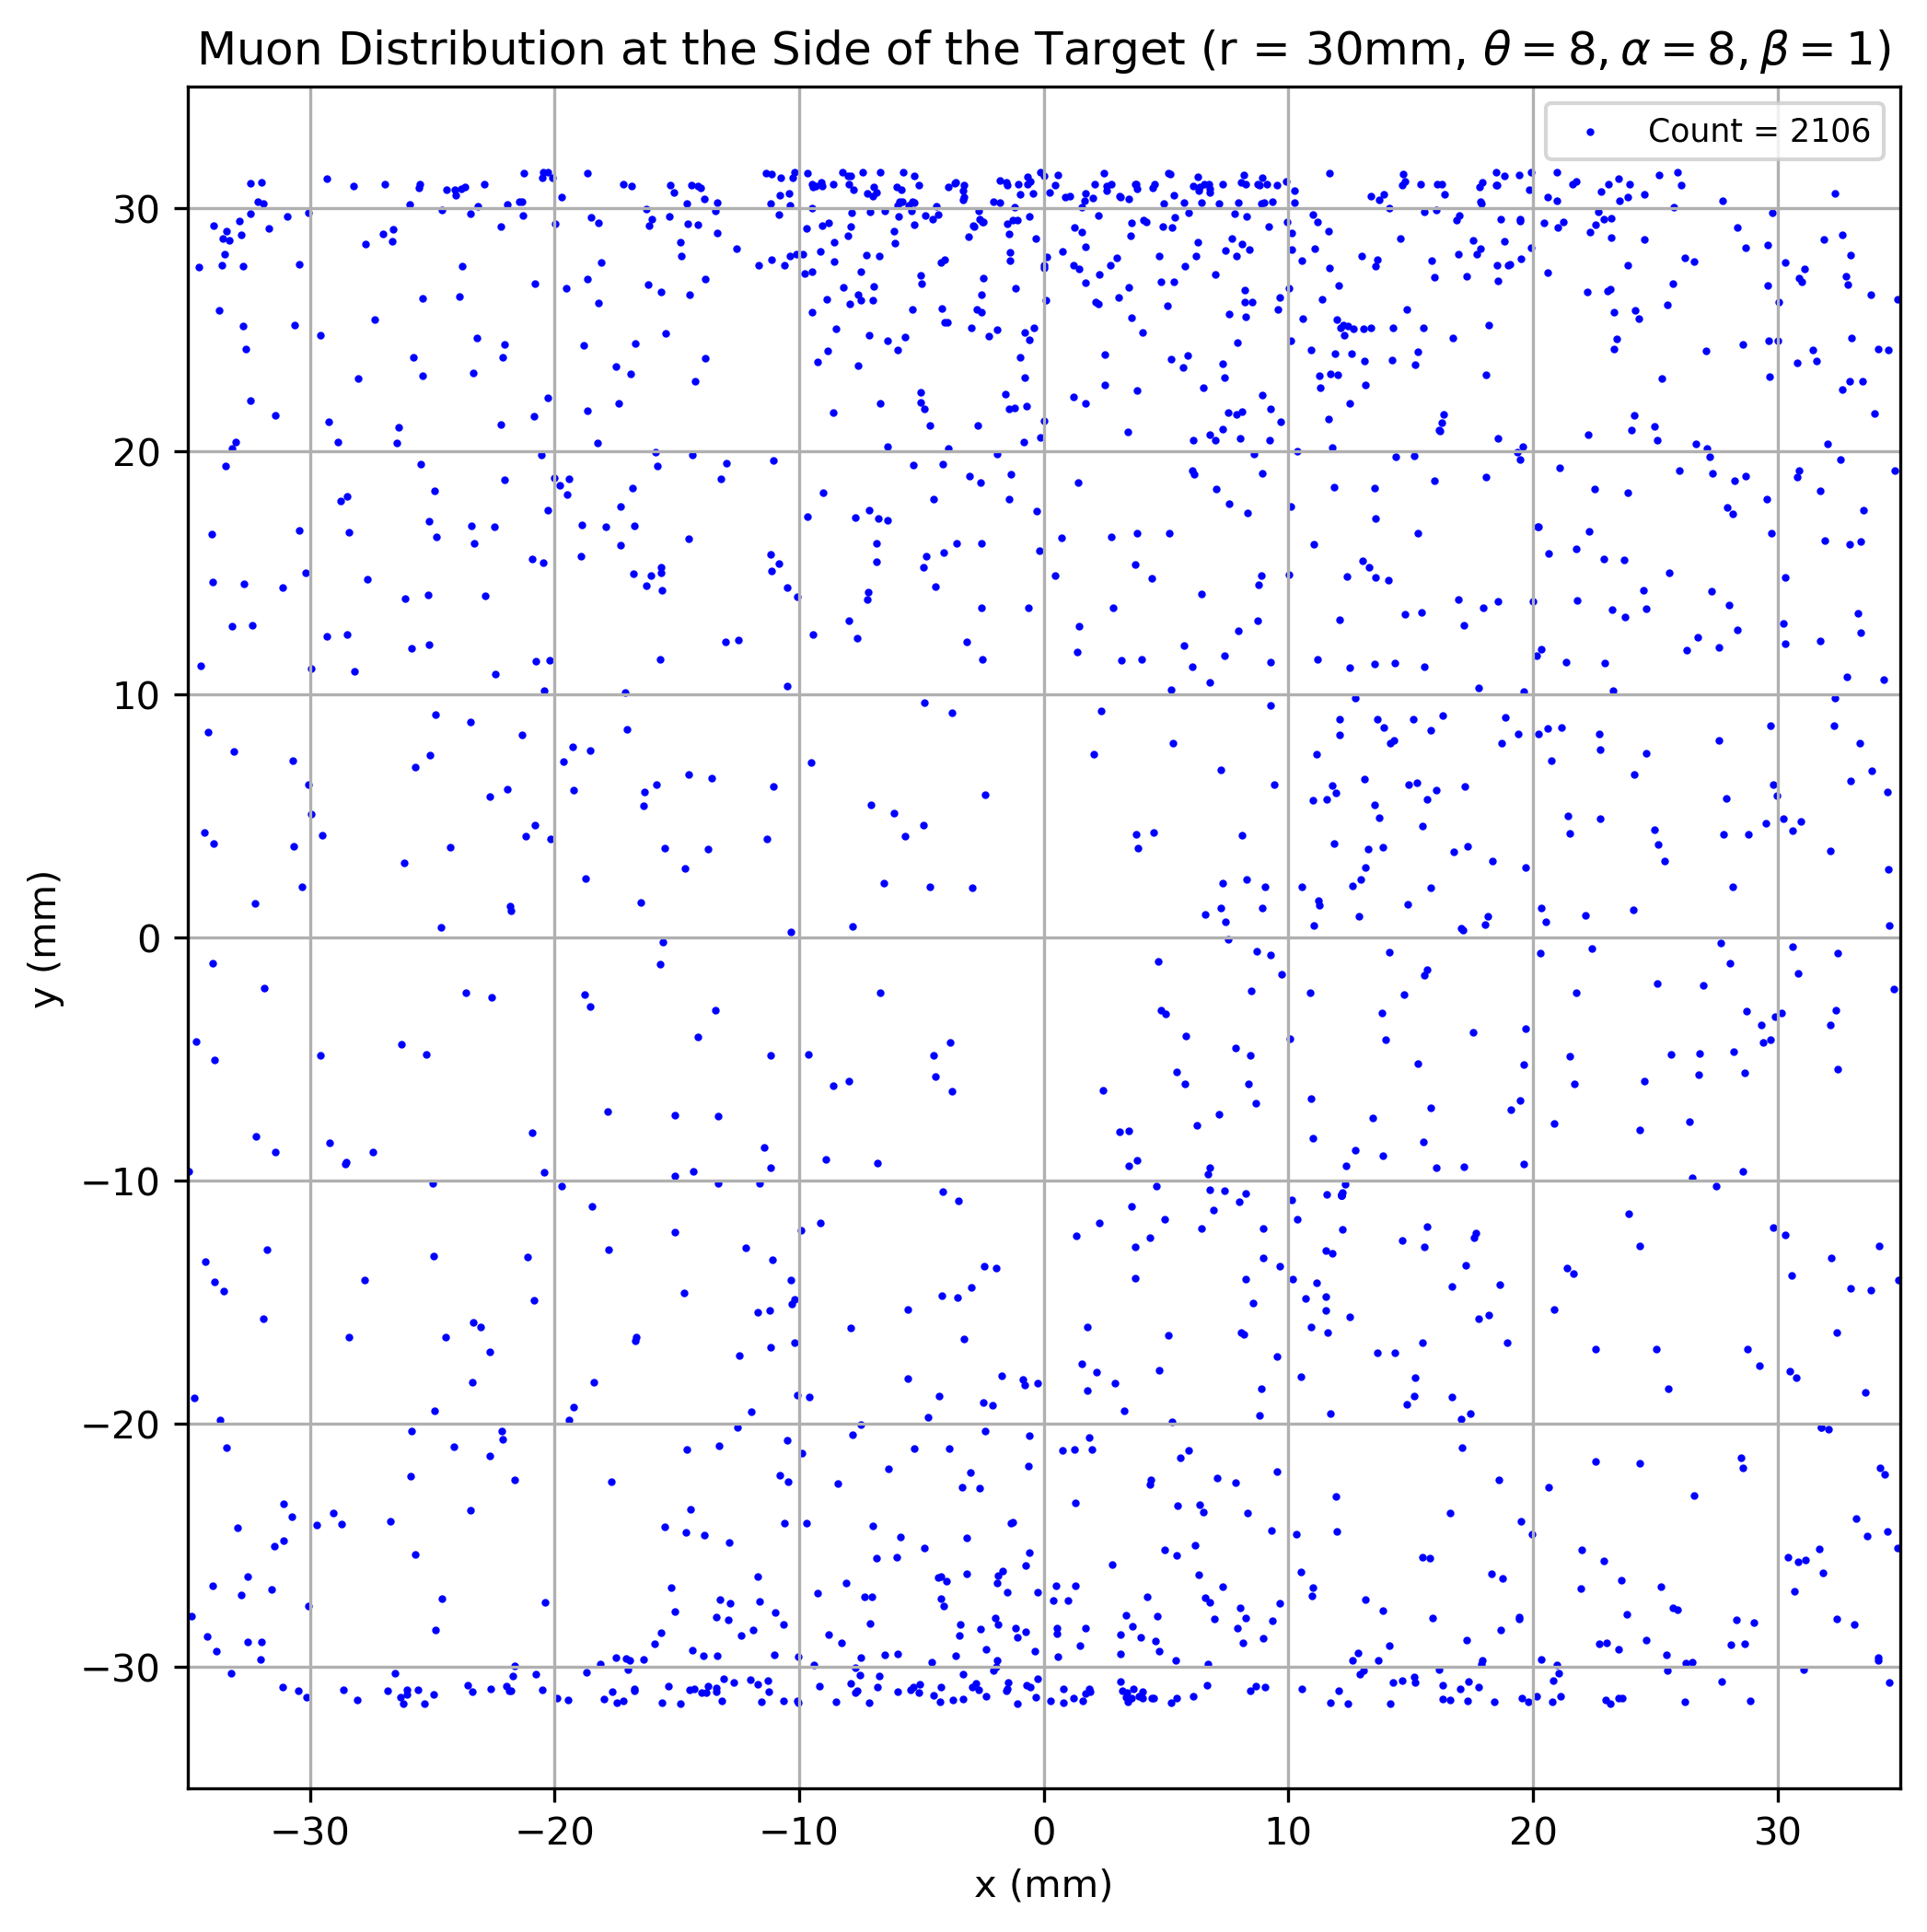 Muon Distribution at the Side of the Target (r = 30mm, θ = 8, α = 8, β = 1)
Count = 2106
30
20
10
0
−10
−20
−30
y (mm)
−30 −20 −10 0 10 20 30
x (mm)